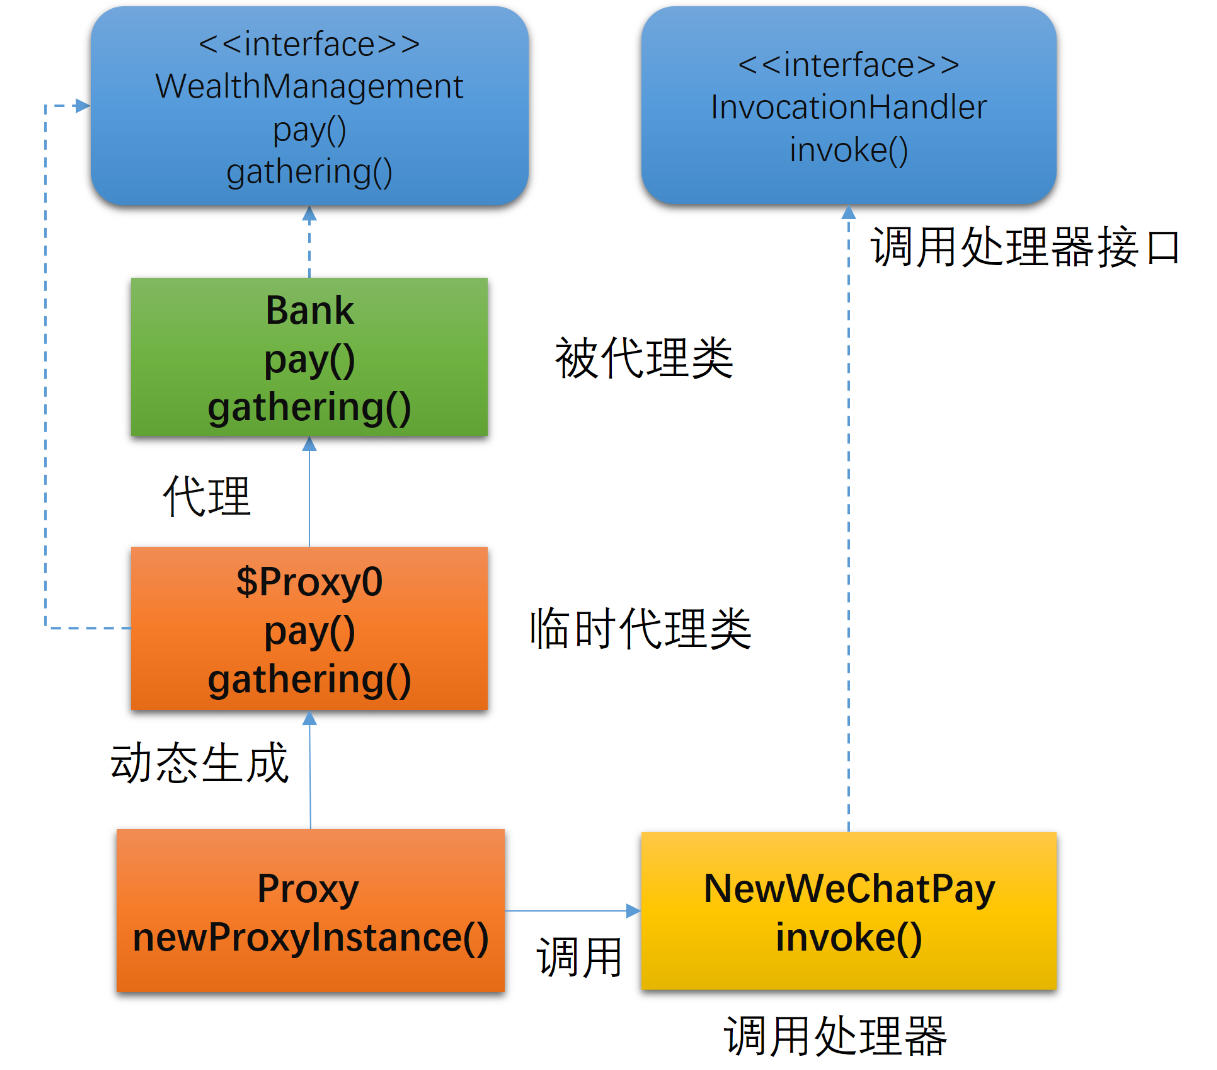 <<interface>>
WealthManagement
pay()
gathering()
<<interface>>
InvocationHandler
invoke()
调用处理器接口
Bank
pay()
gathering()
被代理类
代理
$Proxy0
pay()
gathering()
临时代理类
动态生成
Proxy
newProxyInstance()
调用
NewWeChatPay
invoke()
调用处理器